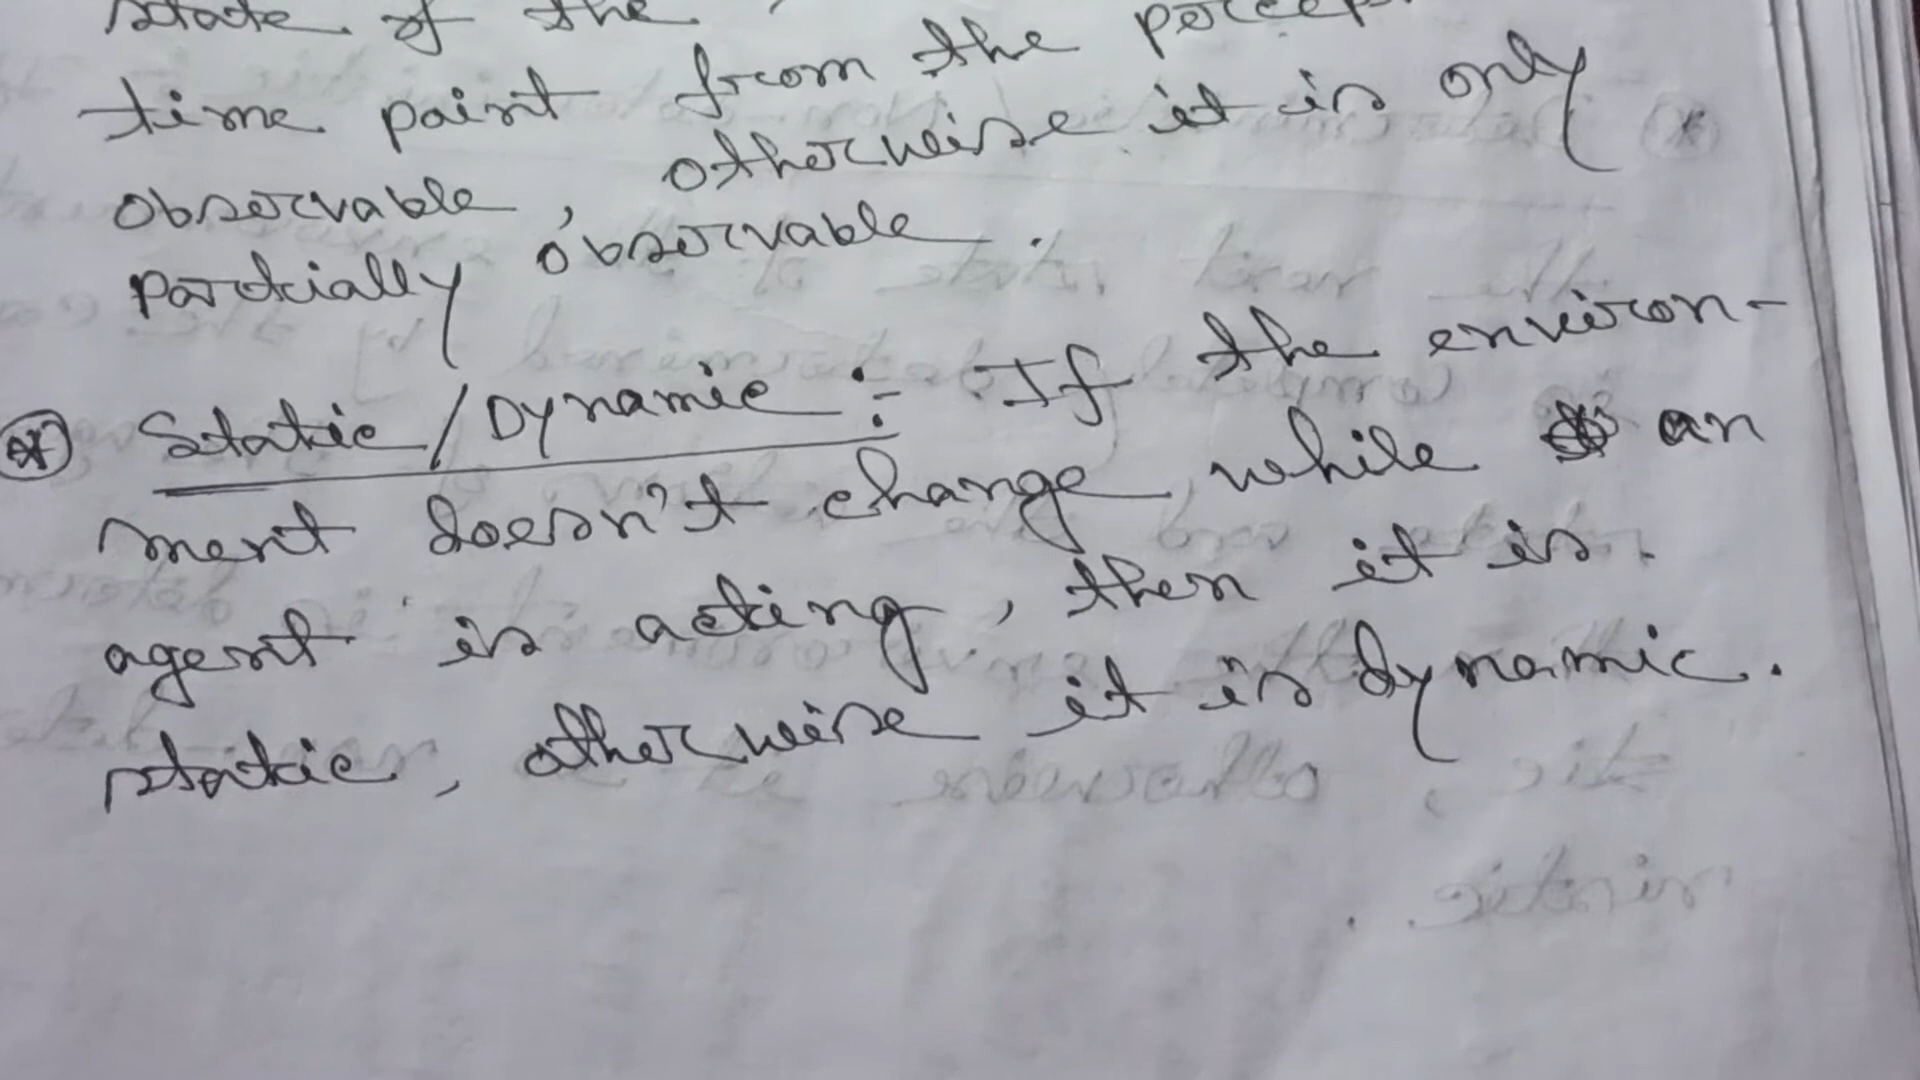 state of the
time point from the percep
observable, otherwise it is only
partially observable.
⊛ Static/Dynamic :- If the environ-
ment doesn't change while an
agent is acting, then it is
static, otherwise it is dynamic.